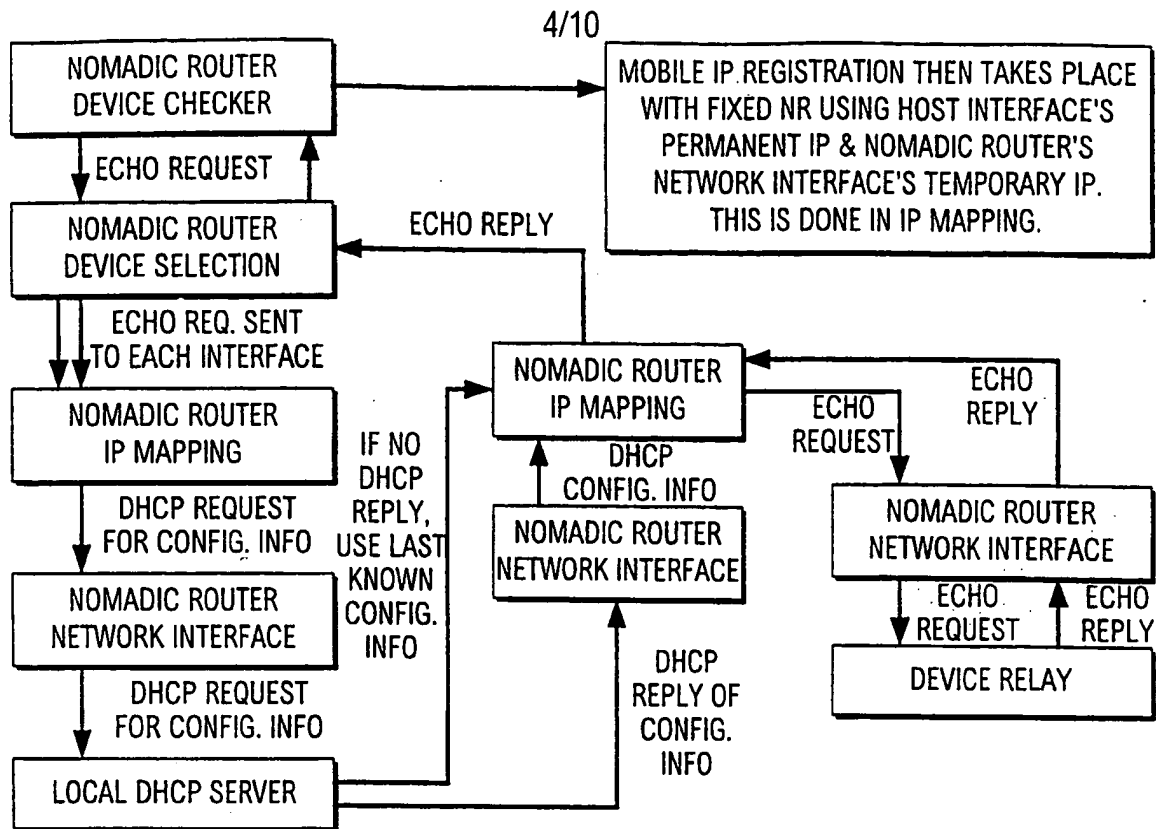 4/10
NOMADIC ROUTER
DEVICE CHECKER
MOBILE IP REGISTRATION THEN TAKES PLACE
WITH FIXED NR USING HOST INTERFACE'S
PERMANENT IP & NOMADIC ROUTER'S
NETWORK INTERFACE'S TEMPORARY IP.
THIS IS DONE IN IP MAPPING.
ECHO REQUEST
NOMADIC ROUTER
DEVICE SELECTION
ECHO REPLY
ECHO REQ. SENT
TO EACH INTERFACE
NOMADIC ROUTER
IP MAPPING
DHCP REQUEST
FOR CONFIG. INFO
NOMADIC ROUTER
NETWORK INTERFACE
DHCP REQUEST
FOR CONFIG. INFO
LOCAL DHCP SERVER
IF NO
DHCP
REPLY,
USE LAST
KNOWN
CONFIG.
INFO
NOMADIC ROUTER
IP MAPPING
DHCP
CONFIG. INFO
NOMADIC ROUTER
NETWORK INTERFACE
DHCP
REPLY OF
CONFIG.
INFO
ECHO
REQUEST
ECHO
REPLY
NOMADIC ROUTER
NETWORK INTERFACE
ECHO
REQUEST
ECHO
REPLY
DEVICE RELAY